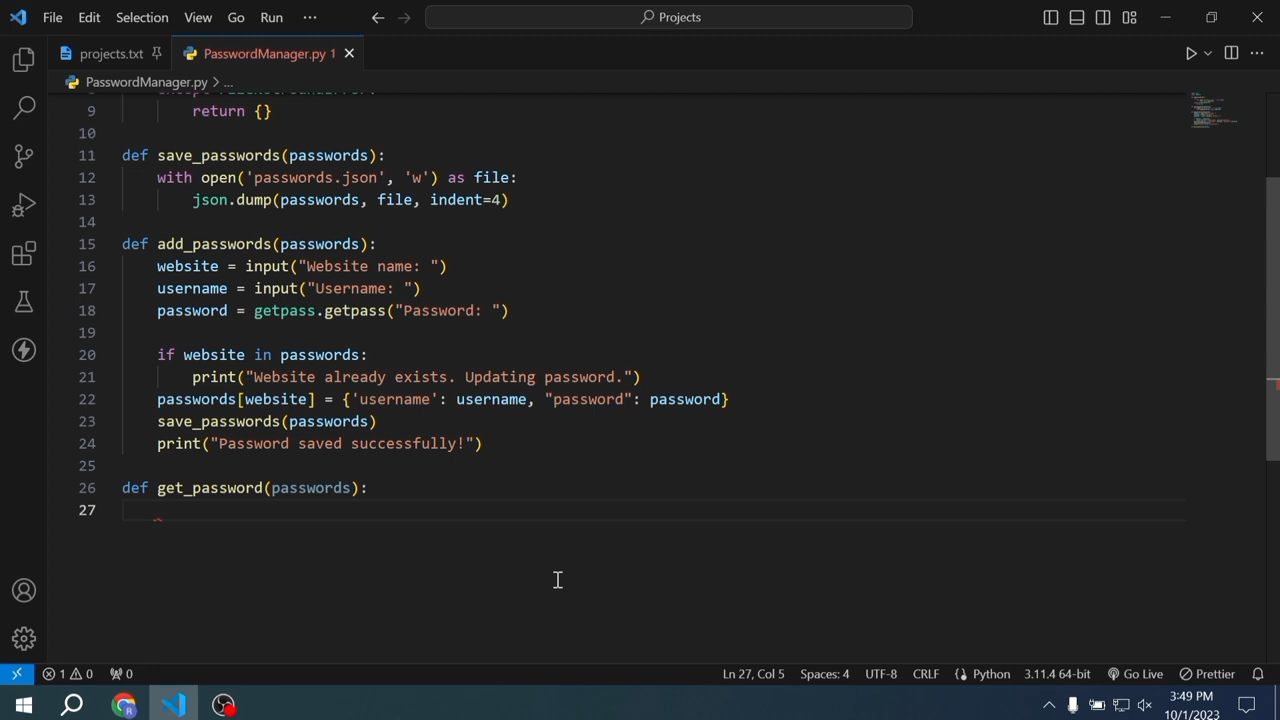 File Edit Selection View Go Run ··· Projects
projects.txt PasswordManager.py 1
PasswordManager.py > ...
9 return {}
10
11 def save_passwords(passwords):
12 with open('passwords.json', 'w') as file:
13 json.dump(passwords, file, indent=4)
14
15 def add_passwords(passwords):
16 website = input("Website name: ")
17 username = input("Username: ")
18 password = getpass.getpass("Password: ")
19
20 if website in passwords:
21 print("Website already exists. Updating password.")
22 passwords[website] = {'username': username, "password": password}
23 save_passwords(passwords)
24 print("Password saved successfully!")
25
26 def get_password(passwords):
27
1 0 0 Ln 27, Col 5 Spaces: 4 UTF-8 CRLF Python 3.11.4 64-bit Go Live Prettier
3:49 PM
10/1/2023